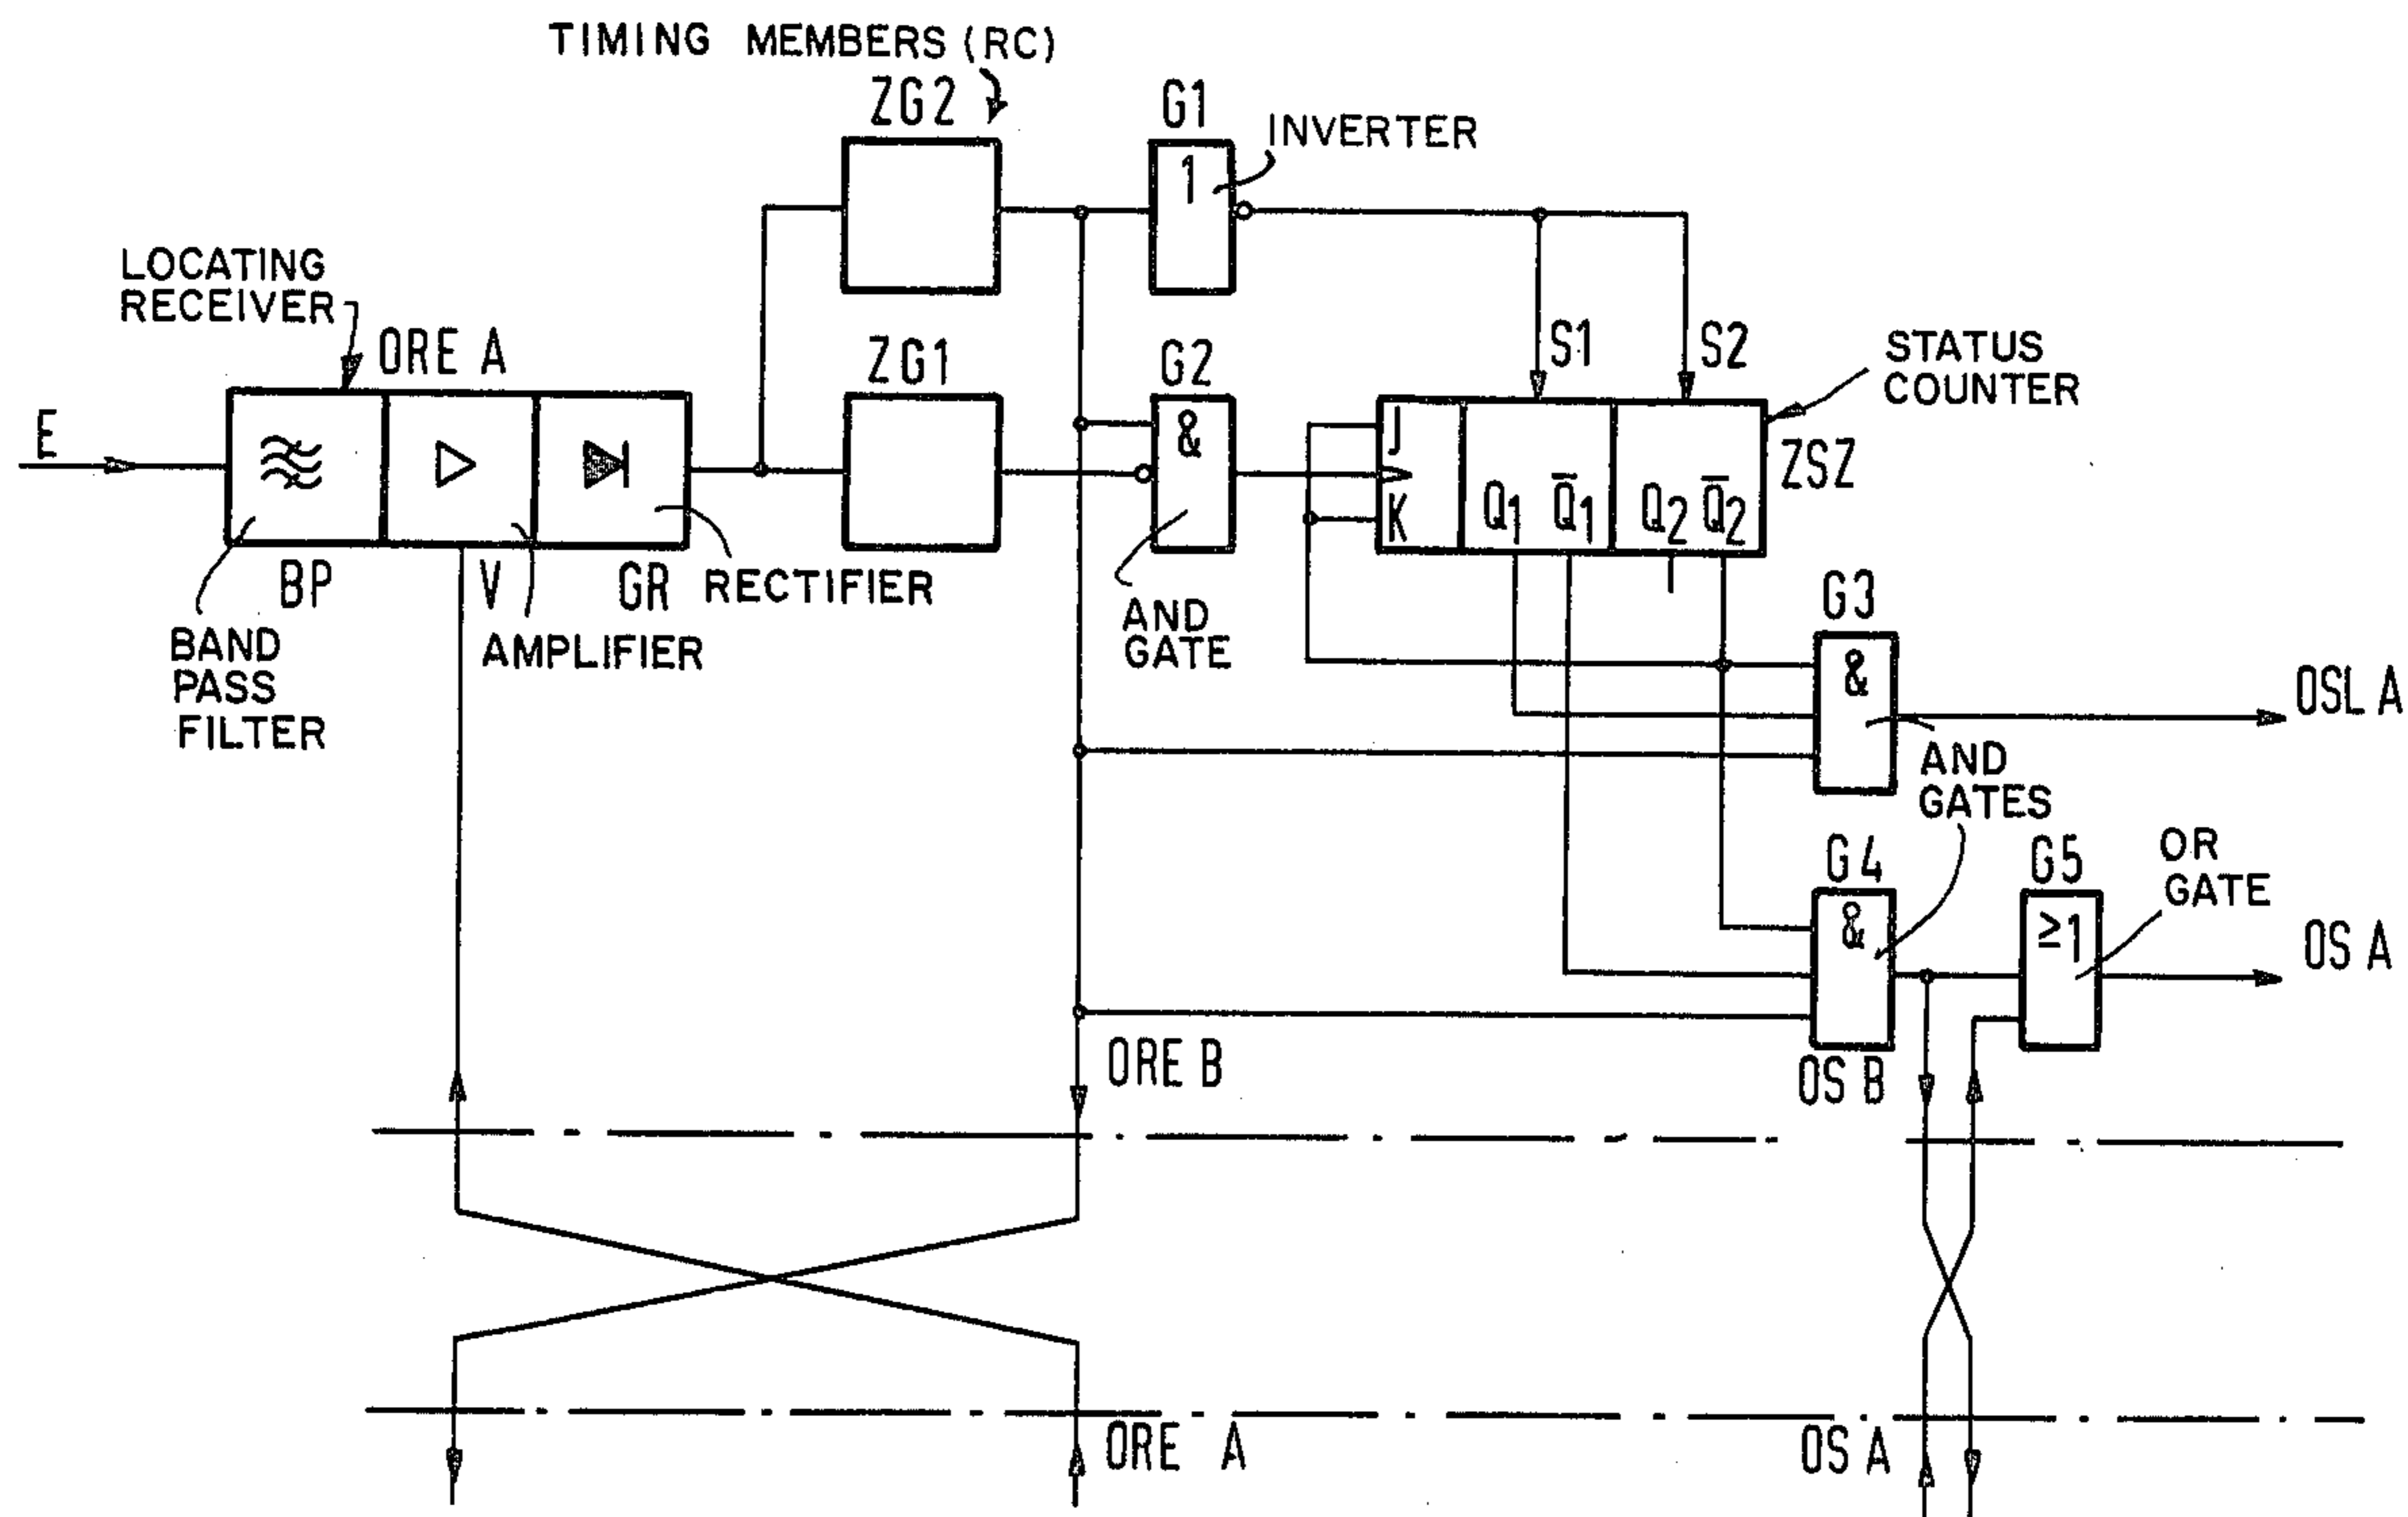 TIMING MEMBERS (RC)
ZG2
G1
INVERTER
LOCATING
RECEIVER
ORE A
ZG1
G2
1
S1
S2
STATUS
COUNTER
E
&
J
K
Q1
Q̅1
Q2
Q̅2
ZSZ
BP
V
GR
RECTIFIER
BAND
PASS
FILTER
AMPLIFIER
AND
GATE
G3
&
OSL A
AND
GATES
G4
G5
OR
GATE
&
≥1
OS A
ORE B
OS B
ORE A
OS A